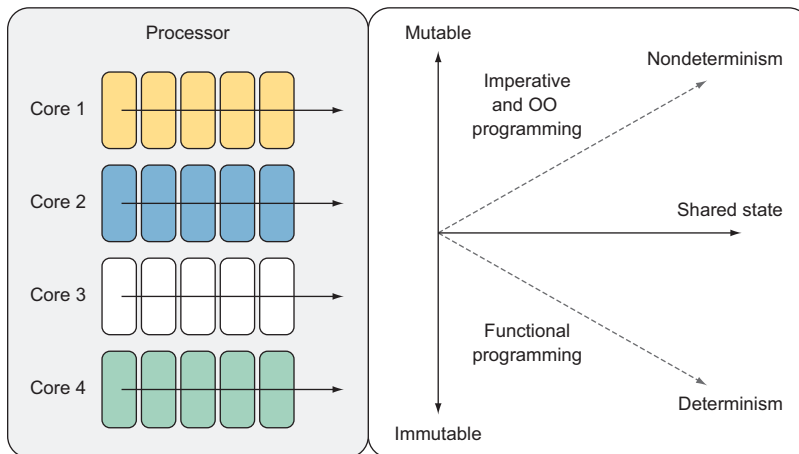 Processor
Core 1
Core 2
Core 3
Core 4
Mutable
Nondeterminism
Imperative
and OO
programming
Shared state
Functional
programming
Determinism
Immutable